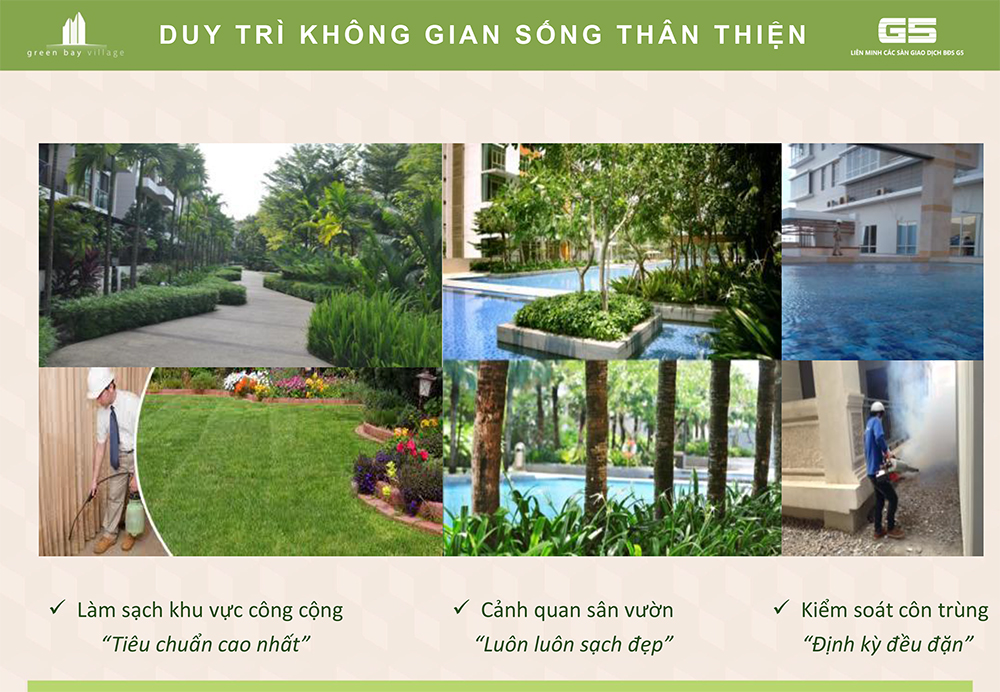 green bay village
DUY TRÌ KHÔNG GIAN SỐNG THÂN THIỆN
G5
LIÊN MINH CÁC SÀN GIAO DỊCH BĐS G5
✓ Làm sạch khu vực công cộng
“Tiêu chuẩn cao nhất”
✓ Cảnh quan sân vườn
“Luôn luôn sạch đẹp”
✓ Kiểm soát côn trùng
“Định kỳ đều đặn”